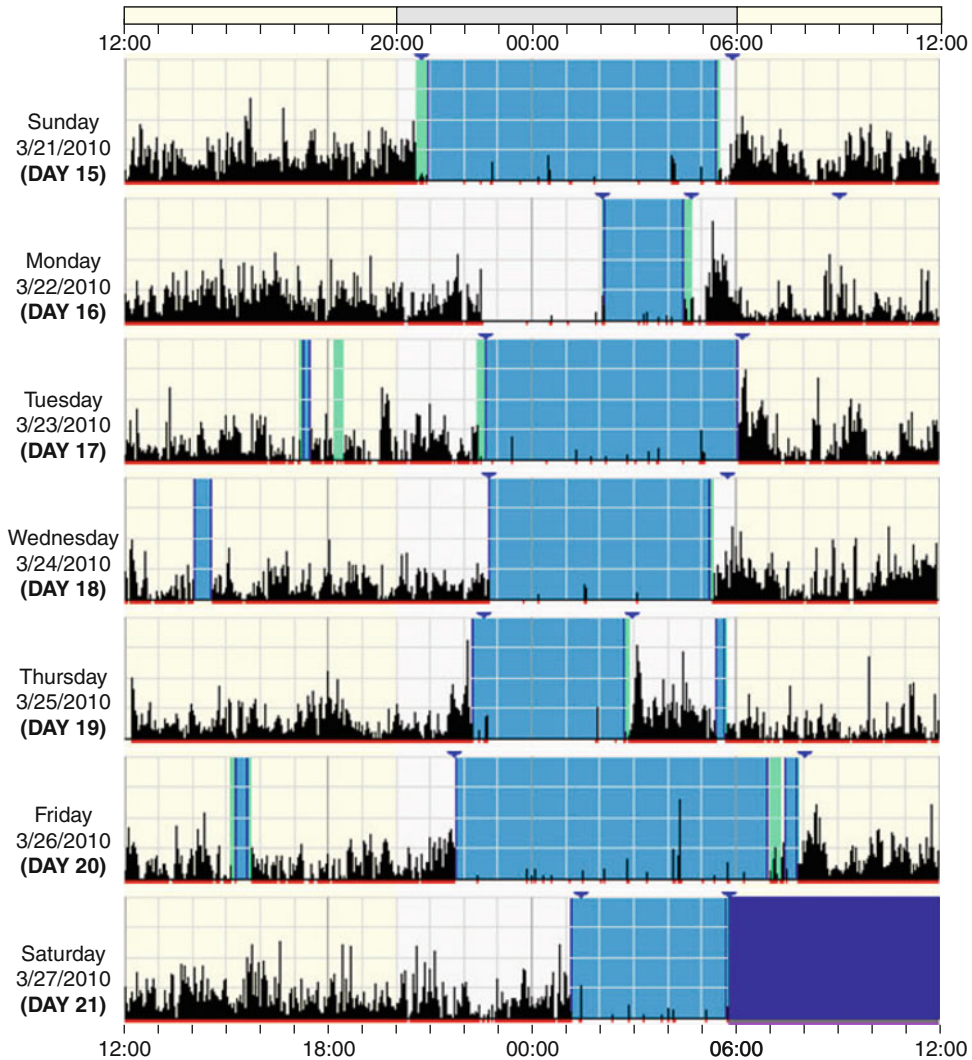 12:00 20:00 00:00 06:00 12:00
Sunday
3/21/2010
(DAY 15)
Monday
3/22/2010
(DAY 16)
Tuesday
3/23/2010
(DAY 17)
Wednesday
3/24/2010
(DAY 18)
Thursday
3/25/2010
(DAY 19)
Friday
3/26/2010
(DAY 20)
Saturday
3/27/2010
(DAY 21)
12:00 18:00 00:00 06:00 12:00